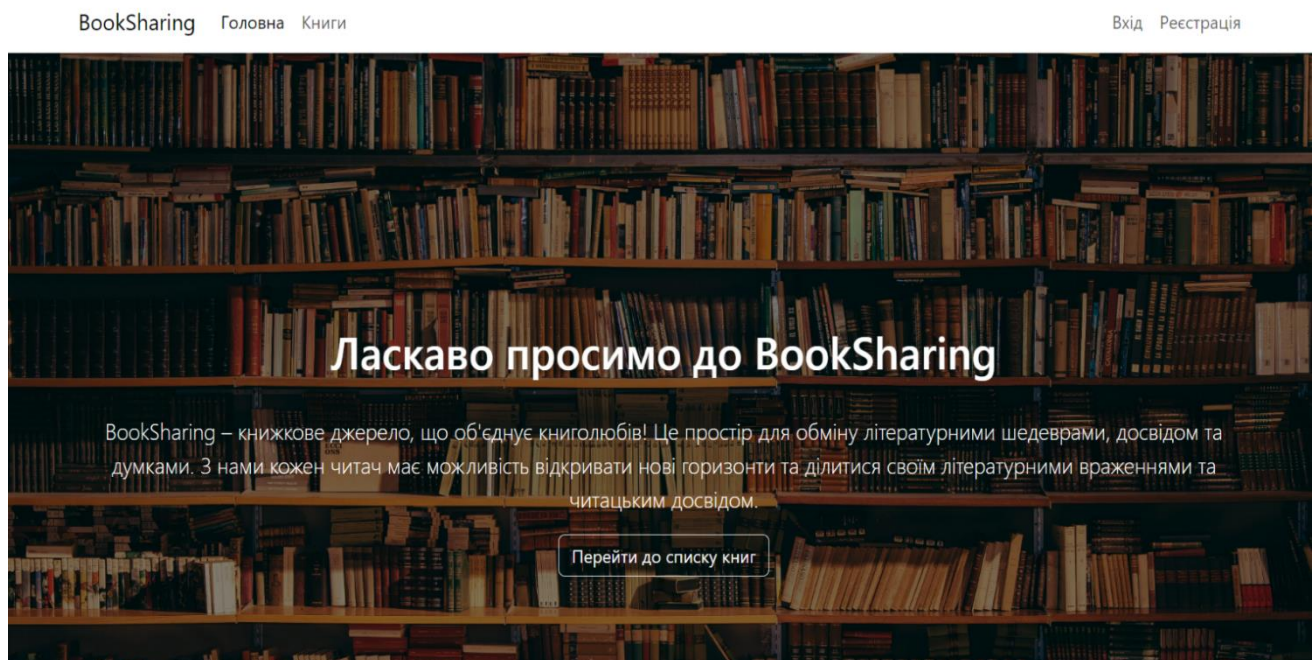 BookSharing Головна Книги Вхід Реєстрація
Ласкаво просимо до BookSharing
BookSharing – книжкове джерело, що об'єднує книголюбів! Це простір для обміну літературними шедеврами, досвідом та
думками. З нами кожен читач має можливість відкривати нові горизонти та ділитися своїм літературними враженнями та
читацьким досвідом.
Перейти до списку книг